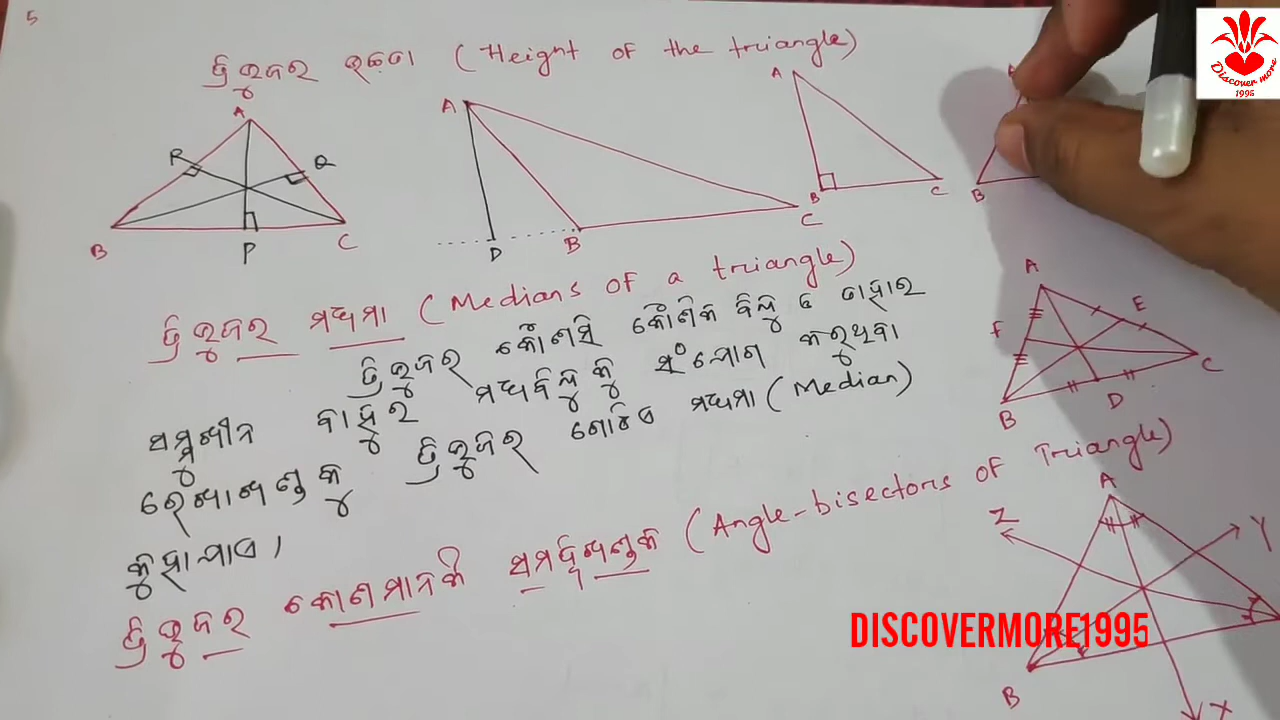 5
ତ୍ରିଭୁଜର ଉଚ୍ଚତା (Height of the triangle)
A
R
Q
B
P
C
A
D
B
C
A
B
C
B
ତ୍ରିଭୁଜର ମଧ୍ୟମା (Medians of a triangle)
ତ୍ରିଭୁଜର କୌଣସି କୌଣିକ ବିନ୍ଦୁ ଓ ତାହାର
ସମ୍ମୁଖୀନ ବାହୁର ମଧ୍ୟବିନ୍ଦୁକୁ ସଂଯୋଗ କରୁଥିବା
ରେଖାଖଣ୍ଡକୁ ତ୍ରିଭୁଜର ଗୋଟିଏ ମଧ୍ୟମା (Median)
କୁହାଯାଏ ।
A
F
E
B
D
C
ତ୍ରିଭୁଜର କୋଣମାନଙ୍କ ସମଦ୍ବିଖଣ୍ଡକ (Angle-bisectors of Triangle)
A
Z
Y
B
X
DISCOVERMORE1995
Discover more
1995